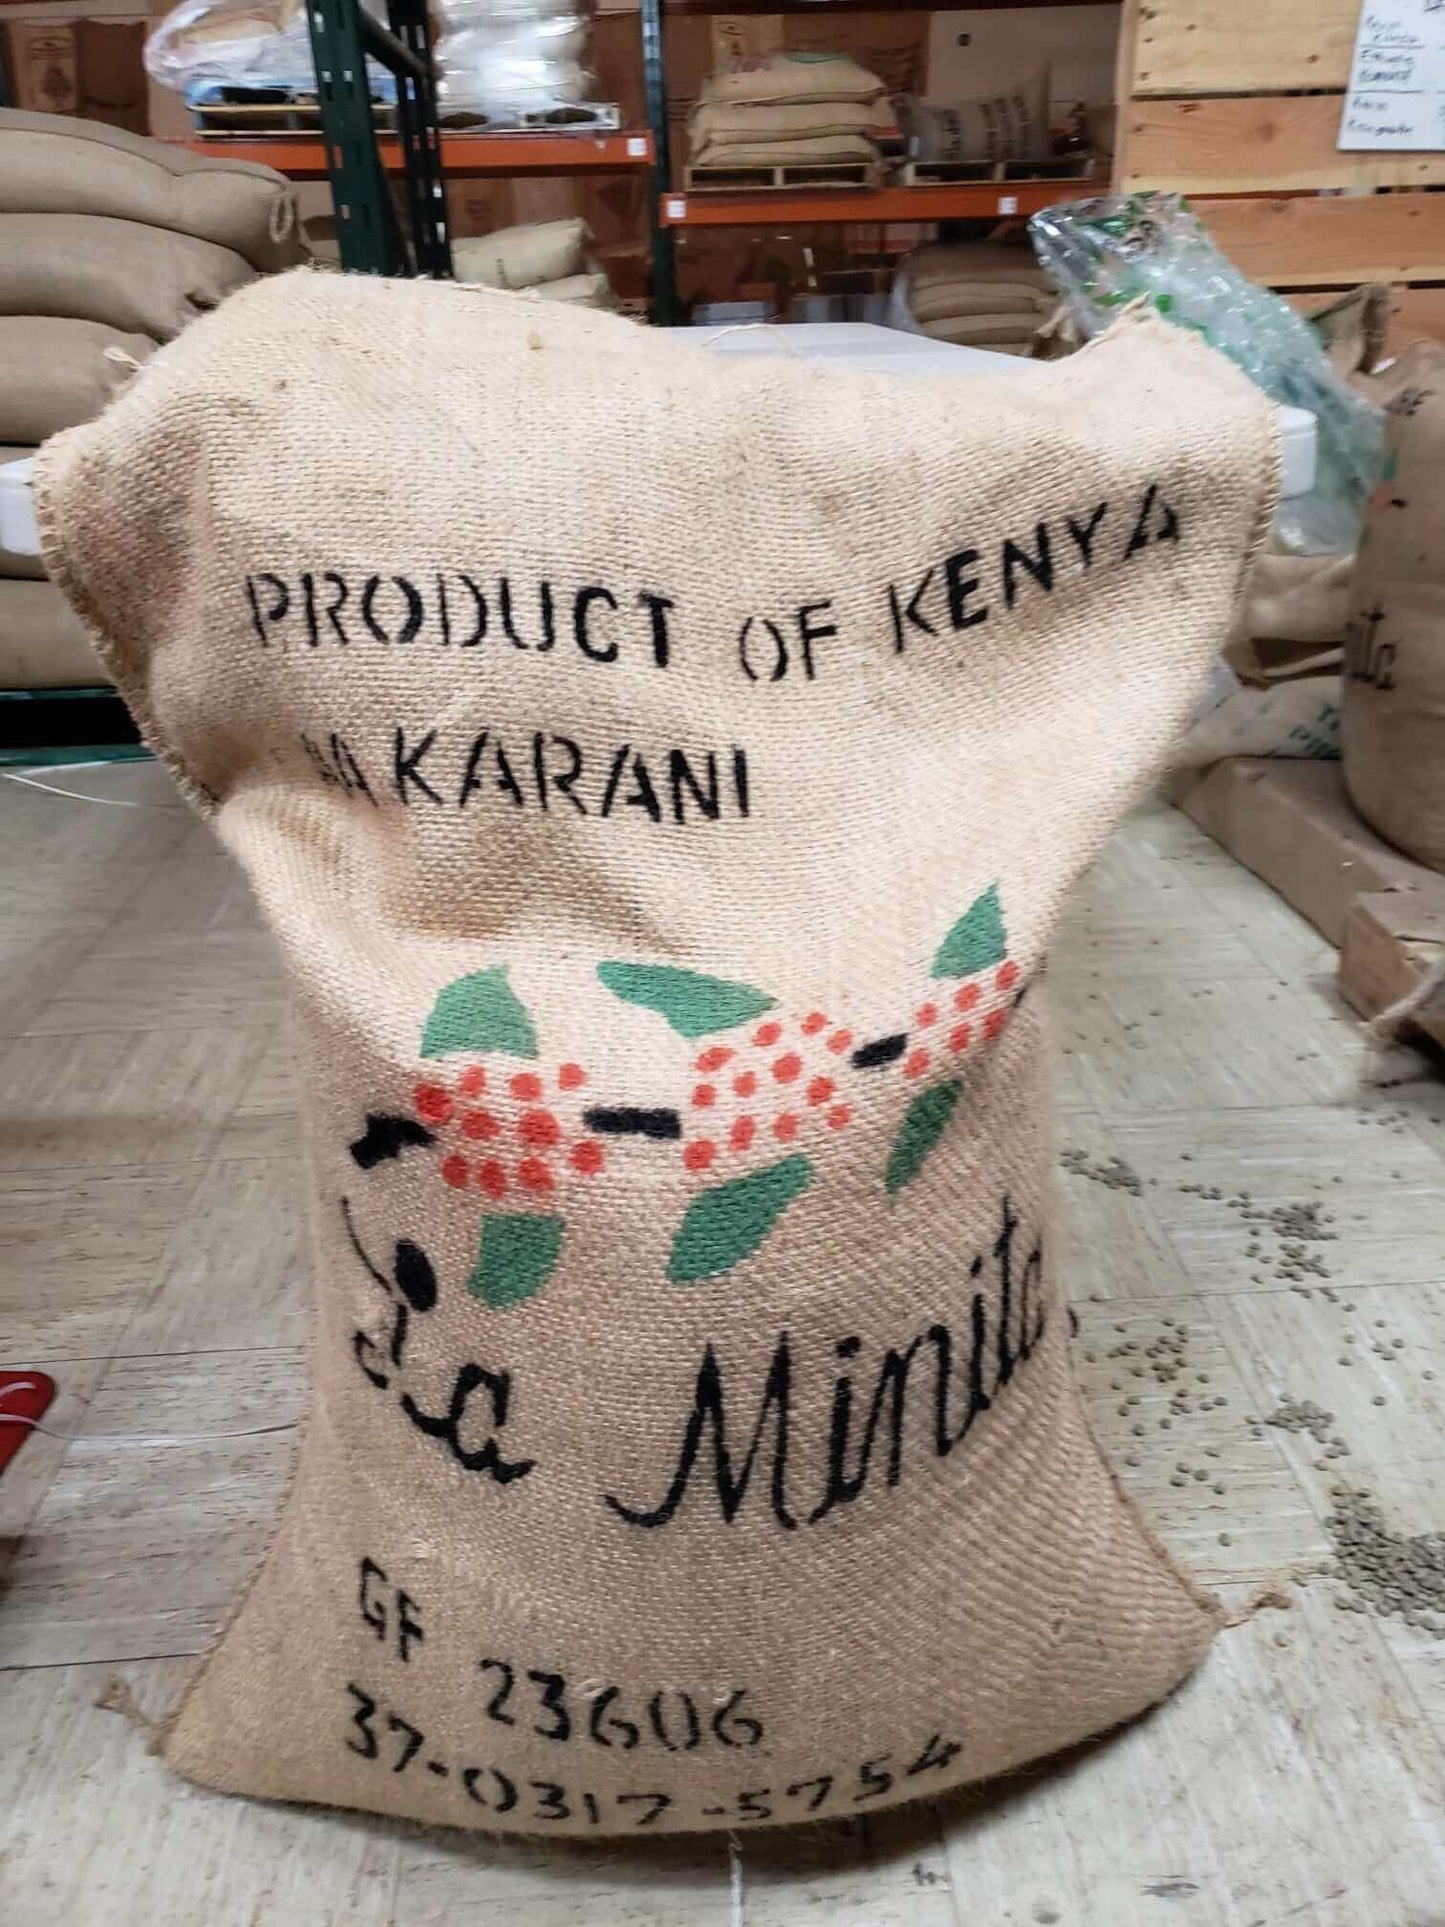 PRODUCT OF KENYA
KARANI
La Minita
GF 23606
37-0317-5754